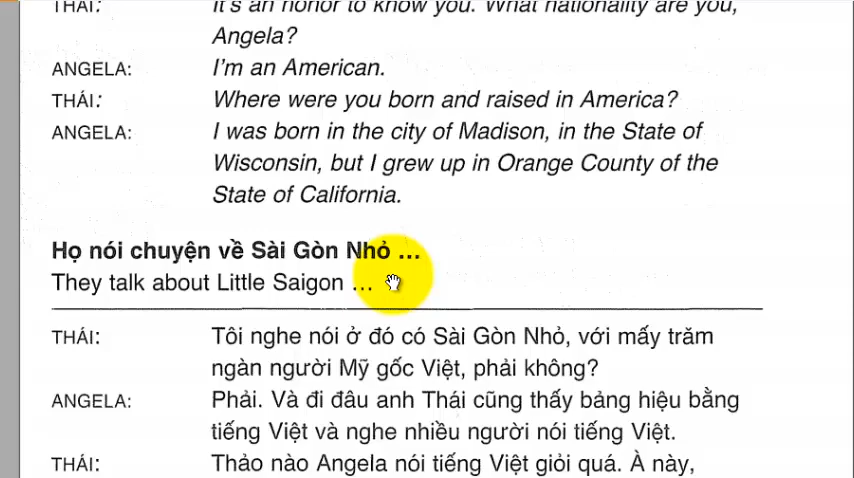 THÁI: It's an honor to know you. What nationality are you,
Angela?
ANGELA: I'm an American.
THÁI: Where were you born and raised in America?
ANGELA: I was born in the city of Madison, in the State of
Wisconsin, but I grew up in Orange County of the
State of California.
Họ nói chuyện về Sài Gòn Nhỏ ...
They talk about Little Saigon ...
THÁI: Tôi nghe nói ở đó có Sài Gòn Nhỏ, với mấy trăm
ngàn người Mỹ gốc Việt, phải không?
ANGELA: Phải. Và đi đâu anh Thái cũng thấy bảng hiệu bằng
tiếng Việt và nghe nhiều người nói tiếng Việt.
THÁI: Thảo nào Angela nói tiếng Việt giỏi quá. À này,